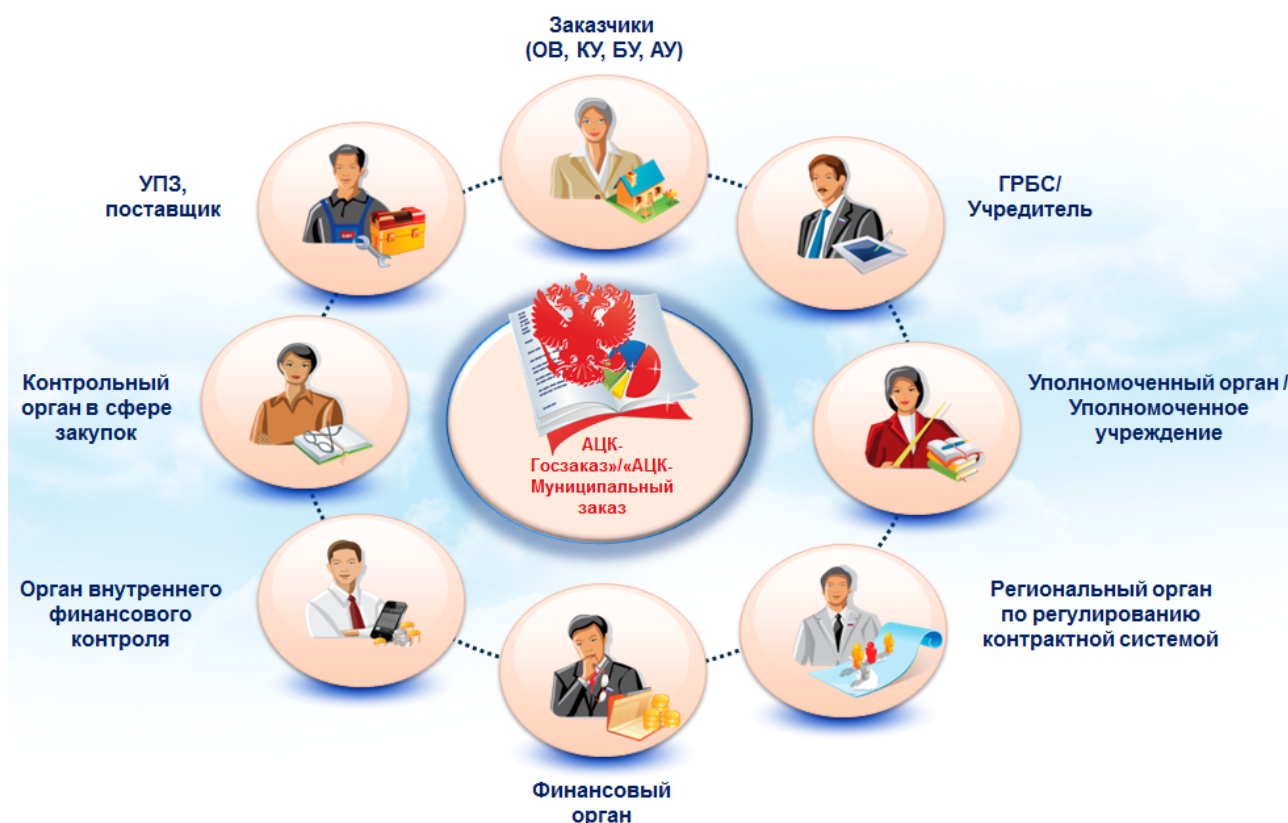 Заказчики
(ОВ, КУ, БУ, АУ)
УПЗ,
поставщик
ГРБС/
Учредитель
Контрольный
орган в сфере
закупок
АЦК-
Госзаказ»/«АЦК-
Муниципальный
заказ
Уполномоченный орган /
Уполномоченное
учреждение
Орган внутреннего
финансового
контроля
Региональный орган
по регулированию
контрактной системой
Финансовый
орган